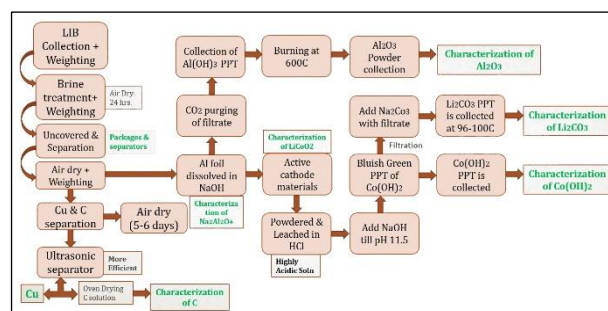 LIB
Collection +
Weighting
Brine
treatment+
Weighting
Air Dry-
24 hrs.
Uncovered &
Separation
Packages &
separators
Air dry +
Weighting
Cu & C
separation
Air dry
(5-6 days)
Ultrasonic
separator
More
Efficient
Cu
Oven Drying
C solution
Characterization
of C
Collection of
Al(OH)3 PPT
Burning at
600C
Al2O3
Powder
collection
Characterization of
Al2O3
CO2 purging
of filtrate
Al foil
dissolved in
NaOH
Characteriza
tion of
Na2Al2O4
Characterization
of LiCoO2
Active
cathode
materials
Powdered &
Leached in
HCl
Highly
Acidic Soln
Add NaOH
till pH 11.5
Bluish Green
PPT of
Co(OH)2
Filtration
Add Na2Co3
with filtrate
Li2CO3 PPT
is collected
at 96-100C
Characterization
of Li2CO3
Co(OH)2
PPT is
collected
Characterization
of Co(OH)2